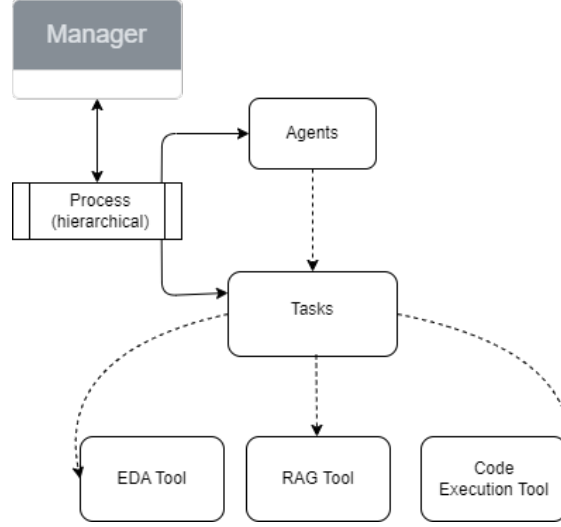 Manager
Agents
Process
(hierarchical)
Tasks
EDA Tool
RAG Tool
Code
Execution Tool